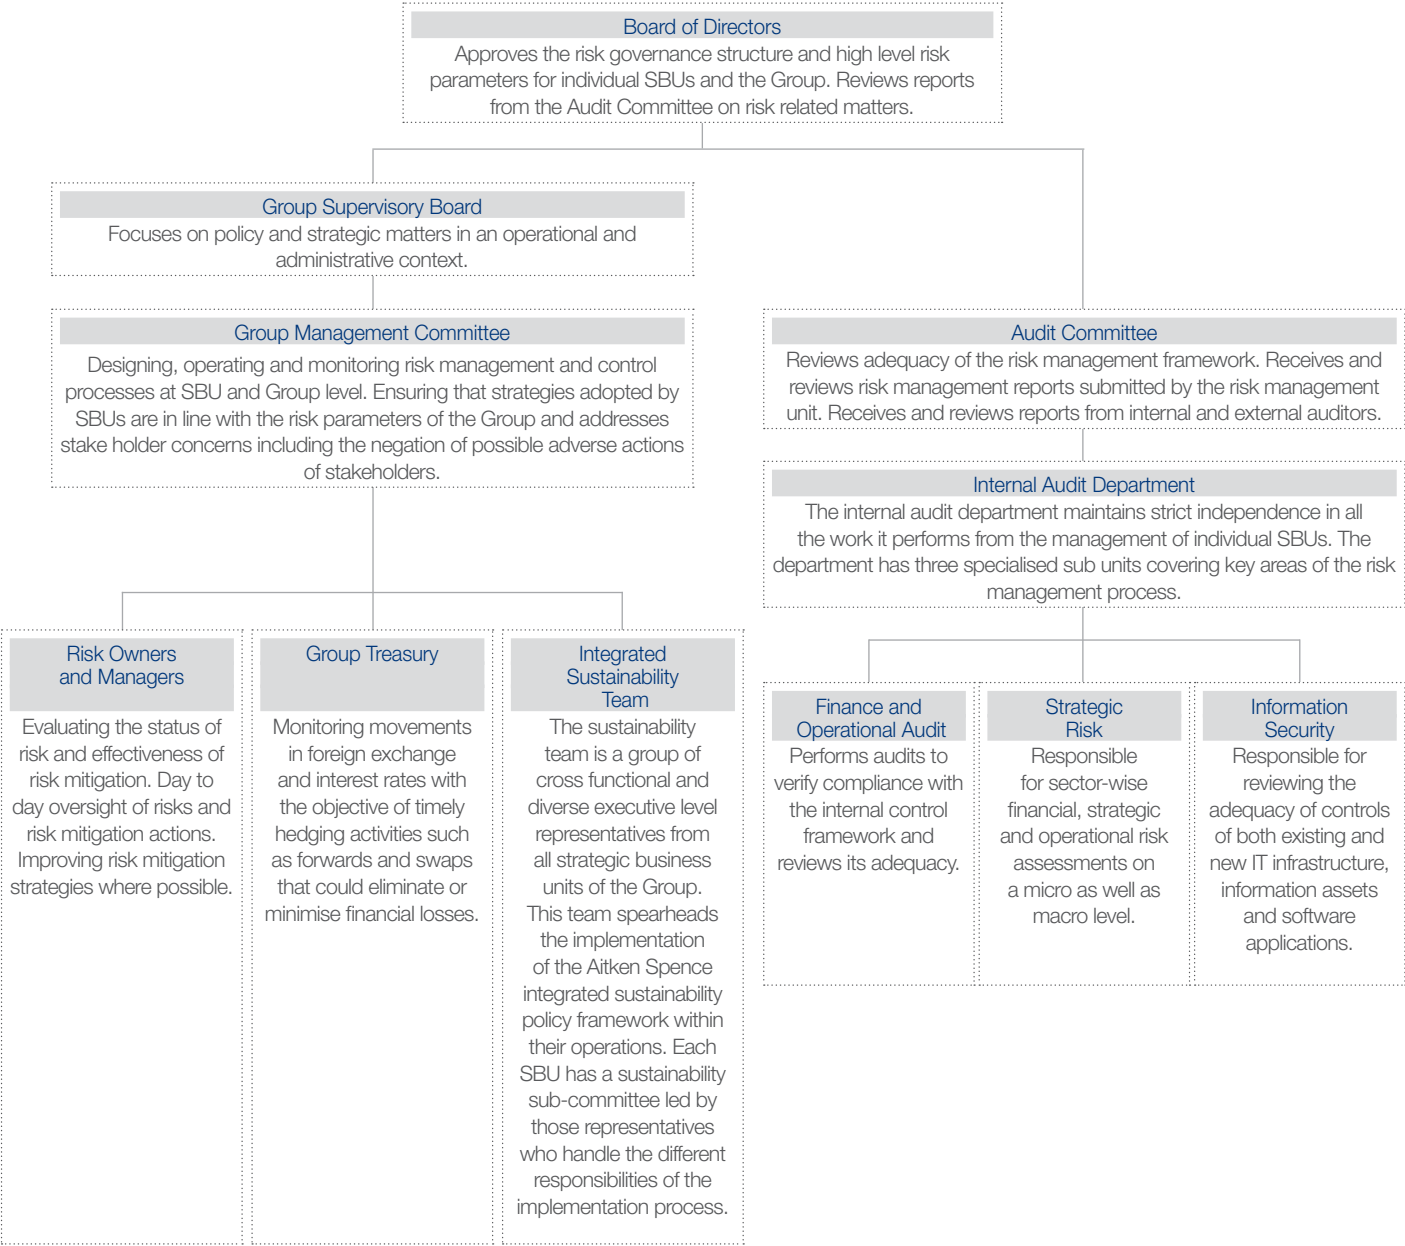 Board of Directors
Approves the risk governance structure and high level risk
parameters for individual SBUs and the Group. Reviews reports
from the Audit Committee on risk related matters.
Group Supervisory Board
Focuses on policy and strategic matters in an operational and
administrative context.
Group Management Committee
Designing, operating and monitoring risk management and control
processes at SBU and Group level. Ensuring that strategies adopted by
SBUs are in line with the risk parameters of the Group and addresses
stake holder concerns including the negation of possible adverse actions
of stakeholders.
Audit Committee
Reviews adequacy of the risk management framework. Receives and
reviews risk management reports submitted by the risk management
unit. Receives and reviews reports from internal and external auditors.
Internal Audit Department
The internal audit department maintains strict independence in all
the work it performs from the management of individual SBUs. The
department has three specialised sub units covering key areas of the risk
management process.
Risk Owners
and Managers
Evaluating the status of
risk and effectiveness of
risk mitigation. Day to
day oversight of risks and
risk mitigation actions.
Improving risk mitigation
strategies where possible.
Group Treasury
Monitoring movements
in foreign exchange
and interest rates with
the objective of timely
hedging activities such
as forwards and swaps
that could eliminate or
minimise financial losses.
Integrated
Sustainability
Team
The sustainability
team is a group of
cross functional and
diverse executive level
representatives from
all strategic business
units of the Group.
This team spearheads
the implementation
of the Aitken Spence
integrated sustainability
policy framework within
their operations. Each
SBU has a sustainability
sub-committee led by
those representatives
who handle the different
responsibilities of the
implementation process.
Finance and
Operational Audit
Performs audits to
verify compliance with
the internal control
framework and
reviews its adequacy.
Strategic
Risk
Responsible
for sector-wise
financial, strategic
and operational risk
assessments on
a micro as well as
macro level.
Information
Security
Responsible for
reviewing the
adequacy of controls
of both existing and
new IT infrastructure,
information assets
and software
applications.